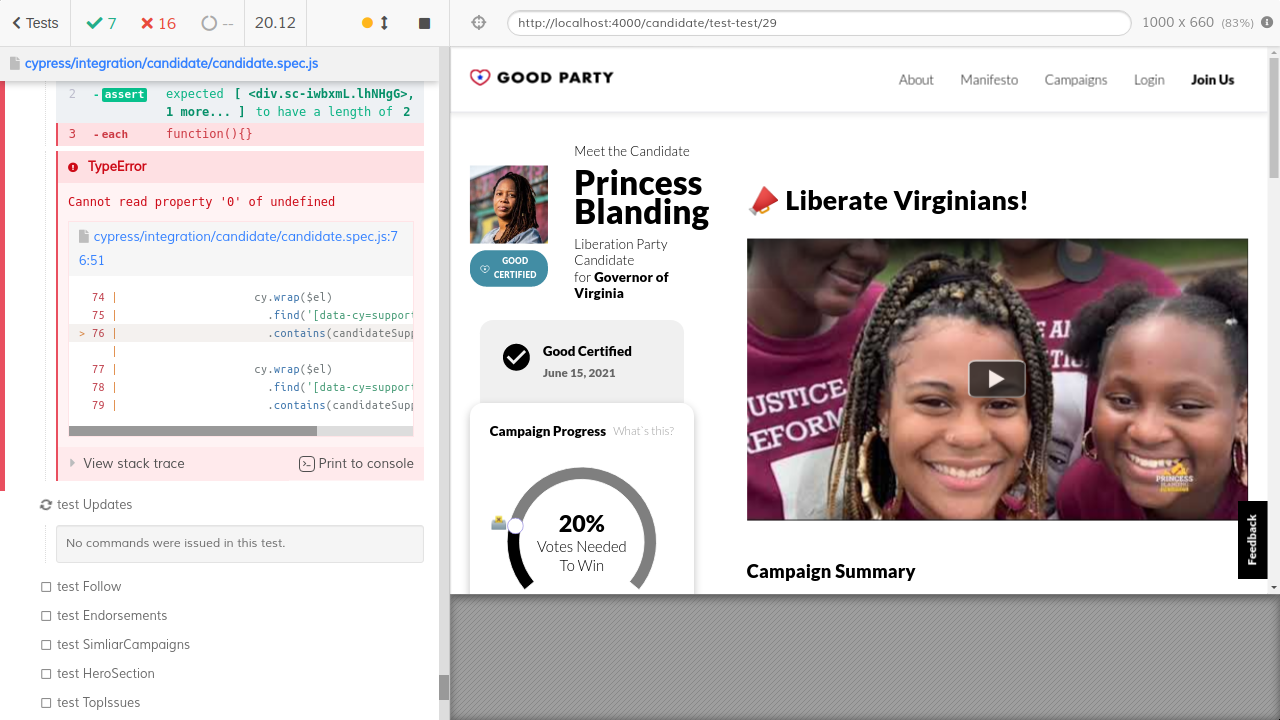 Tests
7
16
--
20.12
http://localhost:4000/candidate/test-test/29
1000 x 660 (83%)
cypress/integration/candidate/candidate.spec.js
2 - assert expected [ <div.sc-iwbxmL.lhNHgG>,
1 more... ] to have a length of 2
3 - each function(){}
TypeError
Cannot read property '0' of undefined
cypress/integration/candidate/candidate.spec.js:7
6:51
74 | cy.wrap($el)
75 | .find('[data-cy=support
> 76 | .contains(candidateSupp
|
77 | cy.wrap($el)
78 | .find('[data-cy=support
79 | .contains(candidateSupp
View stack trace
Print to console
test Updates
No commands were issued in this test.
test Follow
test Endorsements
test SimliarCampaigns
test HeroSection
test TopIssues
GOOD PARTY
About
Manifesto
Campaigns
Login
Join Us
Meet the Candidate
Princess
Blanding
Liberation Party
Candidate
for Governor of
Virginia
GOOD
CERTIFIED
Good Certified
June 15, 2021
Campaign Progress What's this?
20%
Votes Needed
To Win
Liberate Virginians!
JUSTICE
REFORM
PRINCESS
BLANDING
Campaign Summary
Feedback